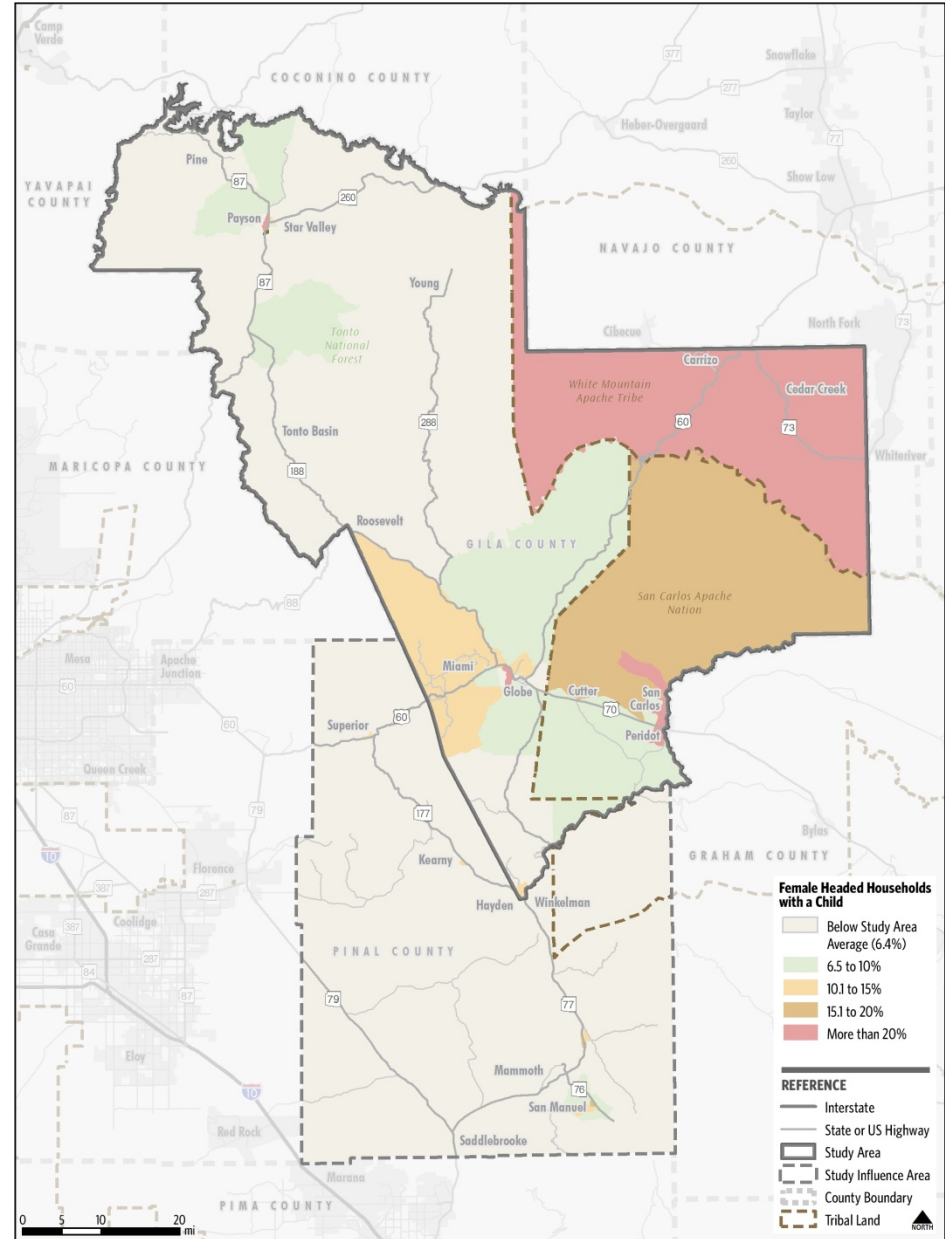 Camp
Verde
377
Snowflake
COCONINO COUNTY
277
Taylor
Heber-Overgaard
77
260
Pine
Show Low
YAVAPAI
COUNTY
87
260
Payson
Star Valley
NAVAJO COUNTY
87
Young
Cibecue
North Fork
73
Tonto
National
Forest
Carrizo
White Mountain
Apache Tribe
Cedar Creek
60
288
73
Tonto Basin
Whiteriver
MARICOPA COUNTY
188
Roosevelt
GILA COUNTY
88
San Carlos Apache
Nation
Mesa
Apache
Junction
60
Miami
Globe
Cutter
San
Carlos
70
60
Superior
60
Peridot
Queen Creek
79
87
177
Bylas
10
Kearny
GRAHAM COUNTY
Florence
387
287
Hayden
Winkelman
Casa
Grande
387
Coolidge
287
PINAL COUNTY
84
87
79
77
Eloy
Mammoth
76
10
San Manuel
Red Rock
Saddlebrooke
Marana
PIMA COUNTY
0 5 10 20
mi
Female Headed Households
with a Child
Below Study Area
Average (6.4%)
6.5 to 10%
10.1 to 15%
15.1 to 20%
More than 20%
REFERENCE
Interstate
State or US Highway
Study Area
Study Influence Area
County Boundary
Tribal Land
NORTH